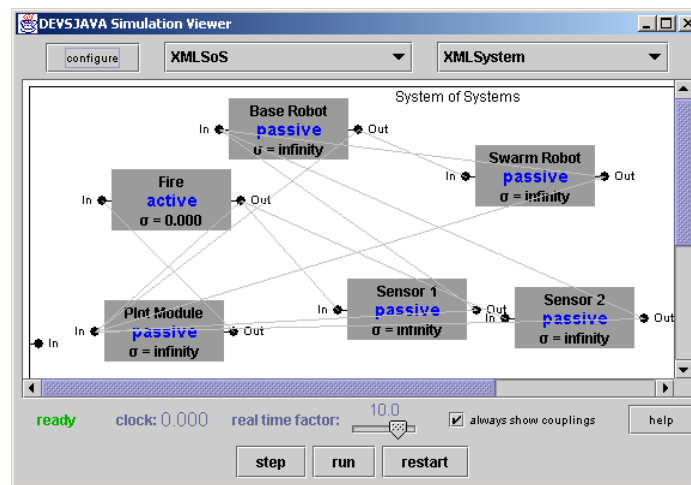 DEVSJAVA Simulation Viewer
configure
XMLSoS
XMLSystem
System of Systems
Base Robot
In
passive
Out
σ = infinity
Swarm Robot
In
passive
Out
σ = infinity
Fire
In
active
Out
σ = 0.000
Sensor 1
In
passive
Out
σ = infinity
Sensor 2
In
passive
Out
σ = infinity
Plot Module
In
passive
Out
σ = infinity
In
ready
clock: 0.000
real time factor:
10.0
always show couplings
help
step
run
restart